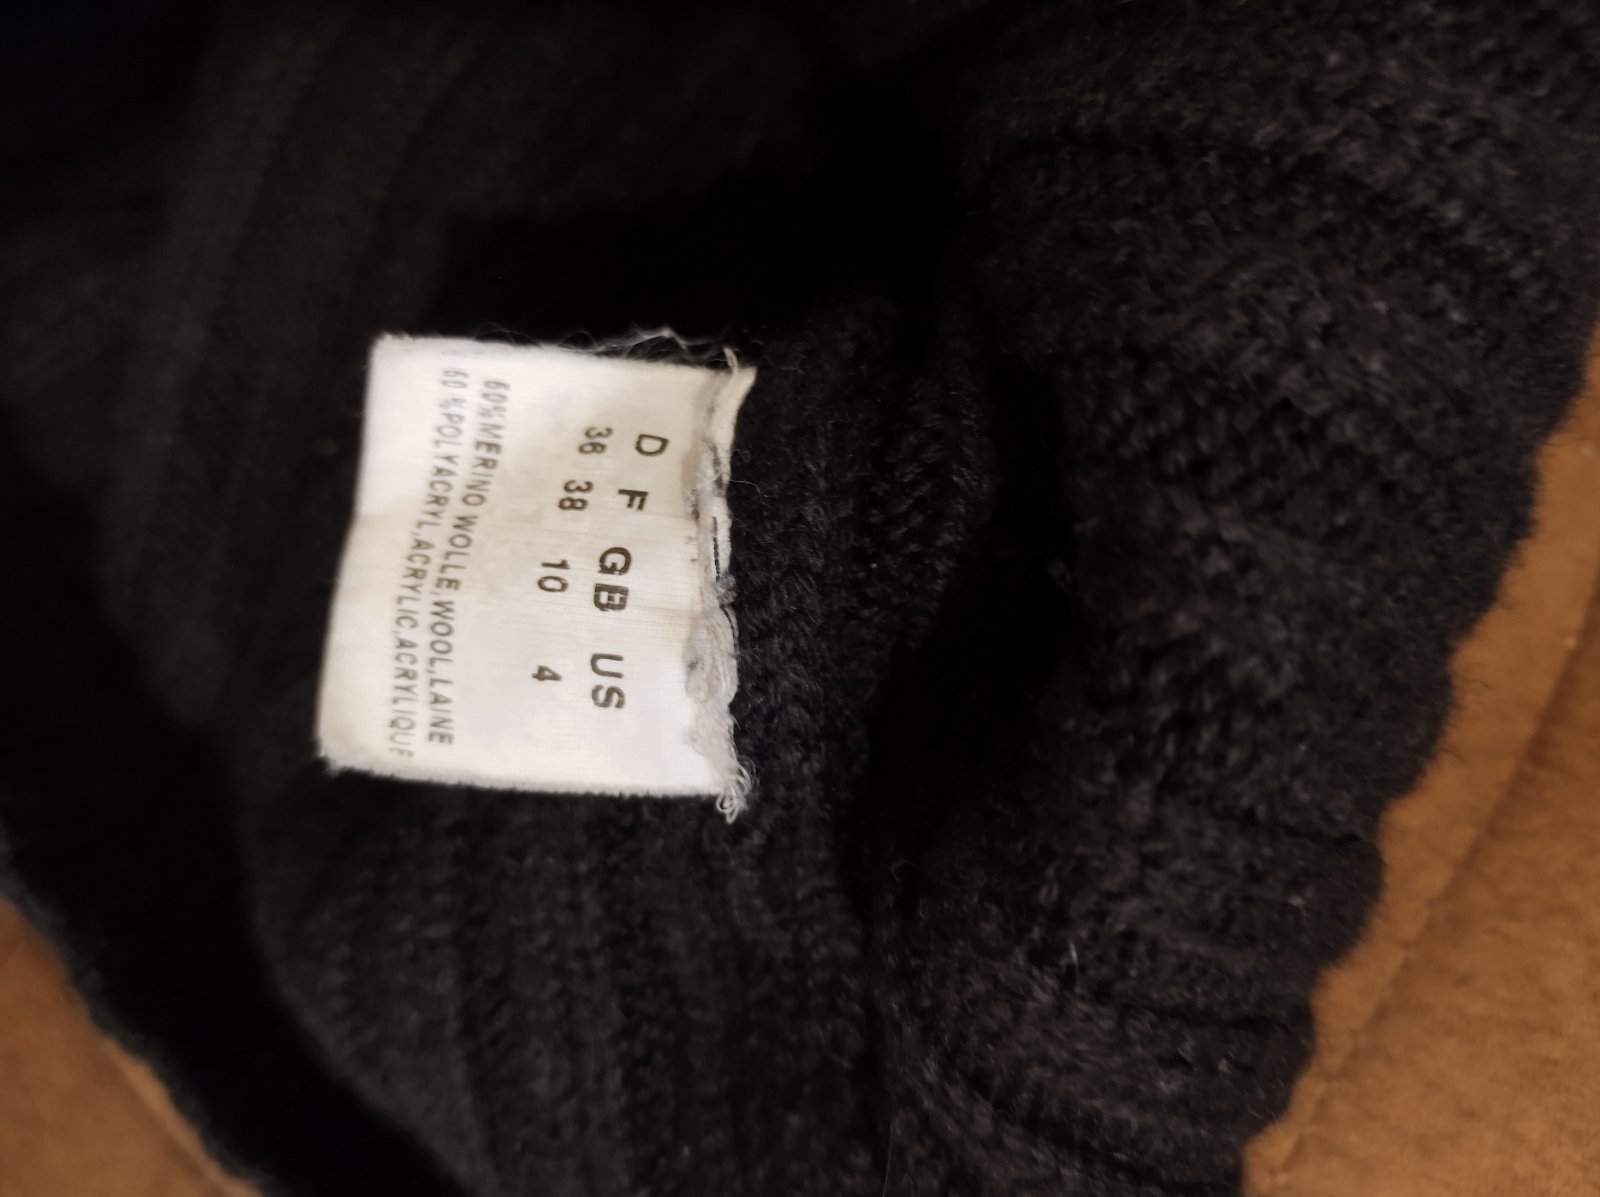 D F GB US
36 38 10 4
60%MERINO WOLLE,WOOL,LAINE
60 %POLYACRYL,ACRYLIC,ACRYLIQUE